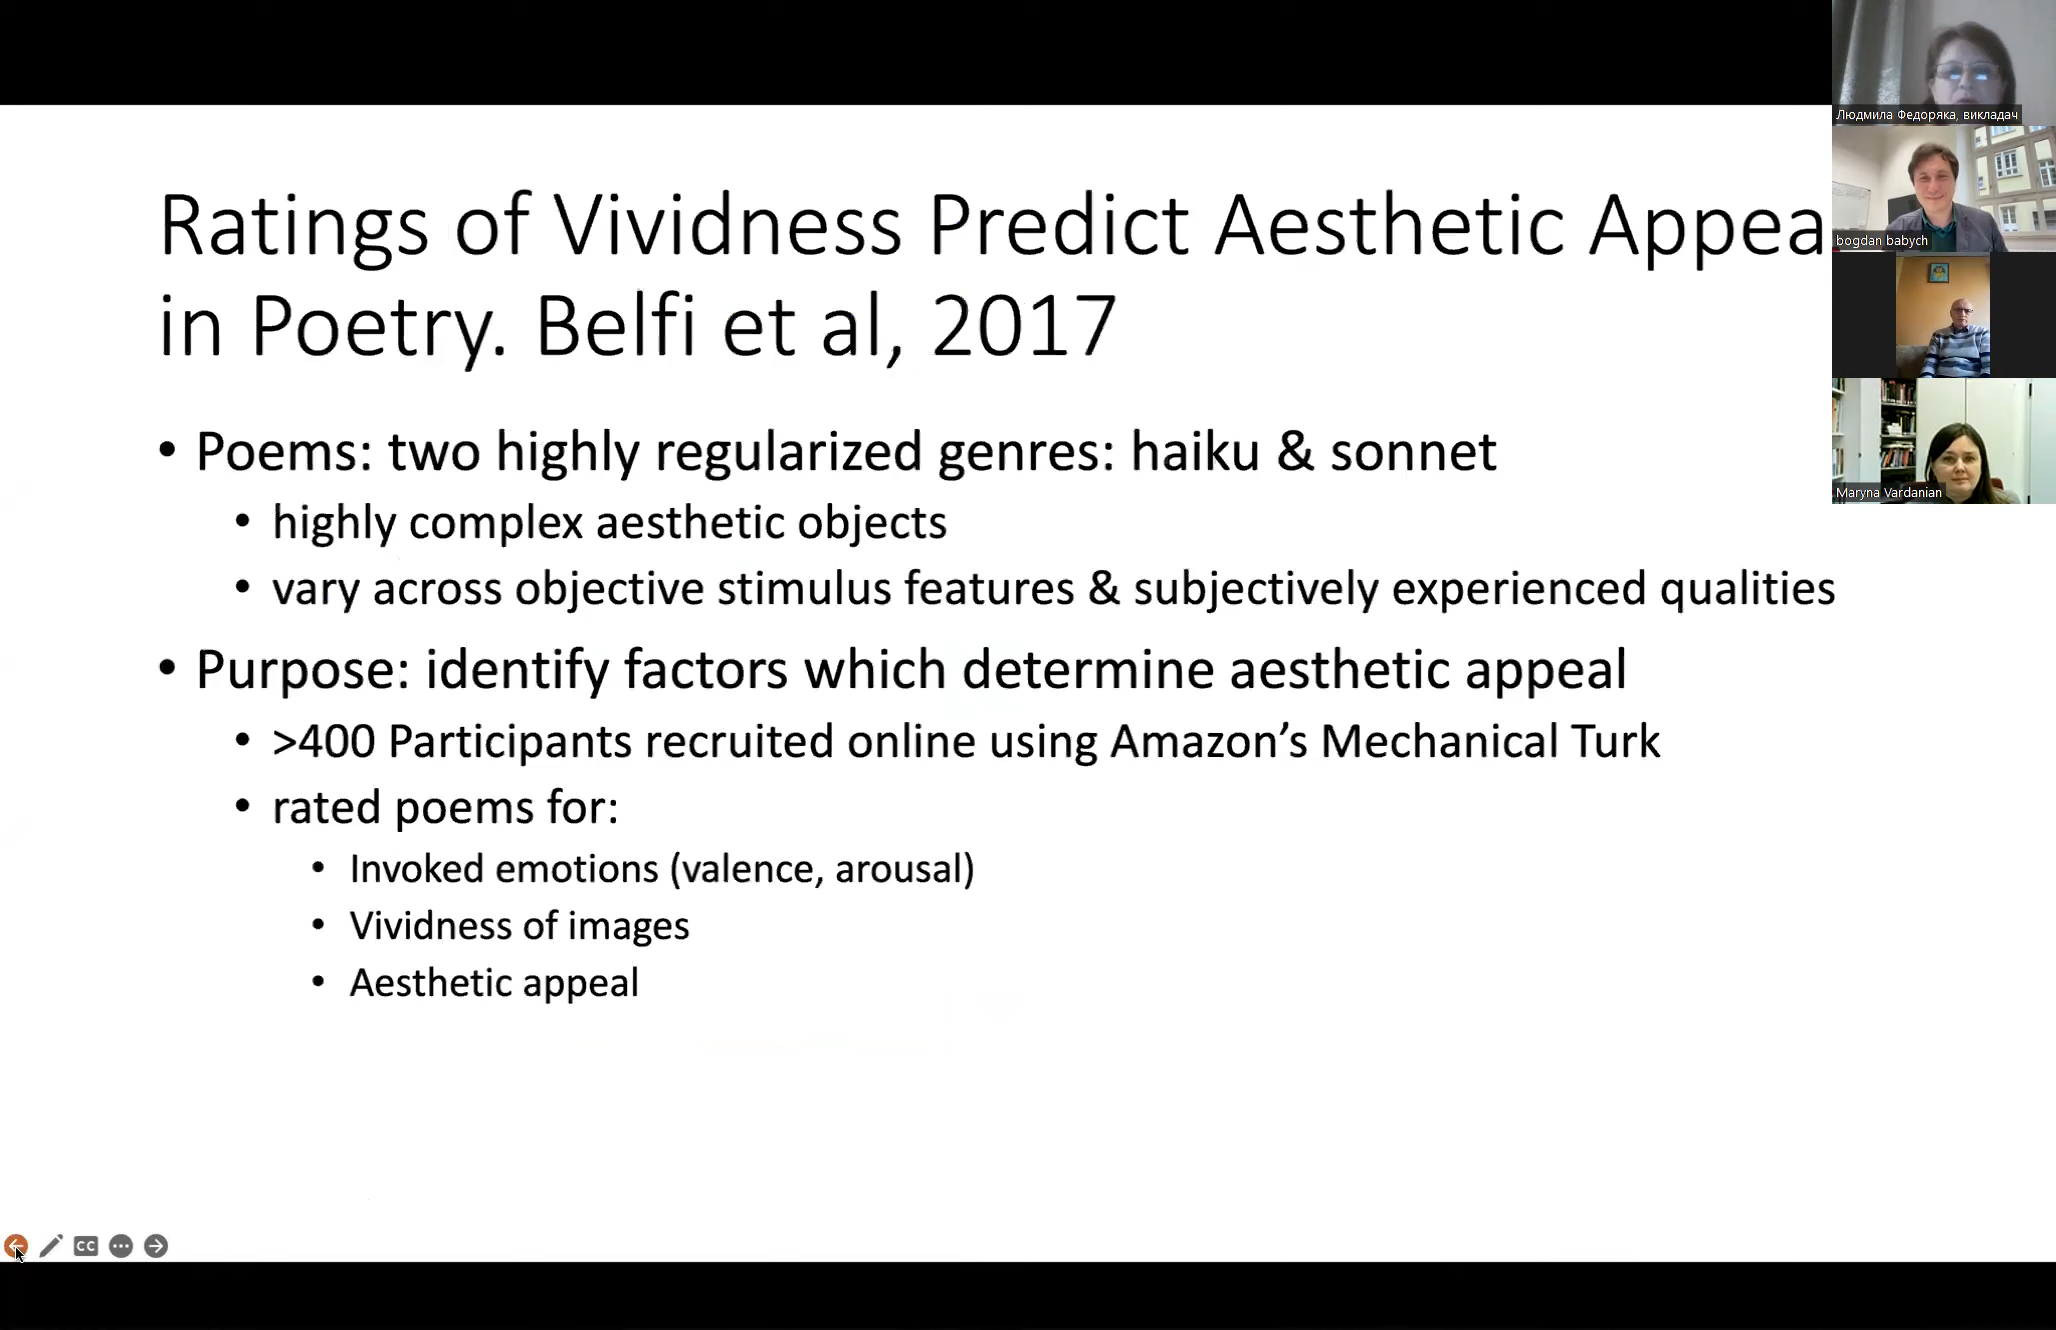 Ratings of Vividness Predict Aesthetic Appea
in Poetry. Belfi et al, 2017
• Poems: two highly regularized genres: haiku & sonnet
• highly complex aesthetic objects
• vary across objective stimulus features & subjectively experienced qualities
• Purpose: identify factors which determine aesthetic appeal
• >400 Participants recruited online using Amazon’s Mechanical Turk
• rated poems for:
• Invoked emotions (valence, arousal)
• Vividness of images
• Aesthetic appeal
Людмила Федоряка, викладач
bogdan babych
Maryna Vardanian
CC